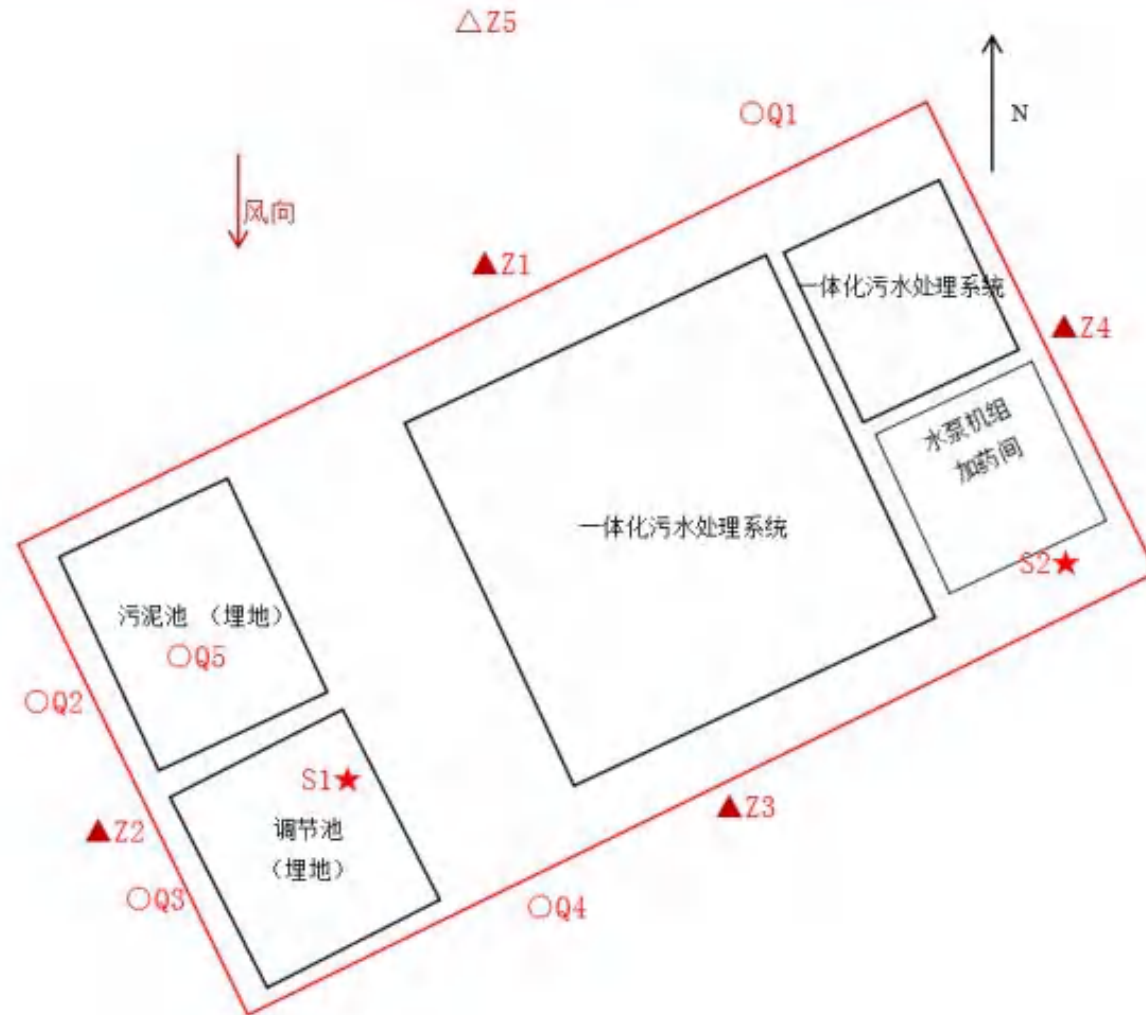 △Z5
○Q1
N
风向
▲Z1
一体化污水处理系统
▲Z4
水泵机组
加药间
一体化污水处理系统
S2★
污泥池 （埋地）
○Q5
○Q2
S1★
▲Z2
调节池
（埋地）
▲Z3
○Q3
○Q4